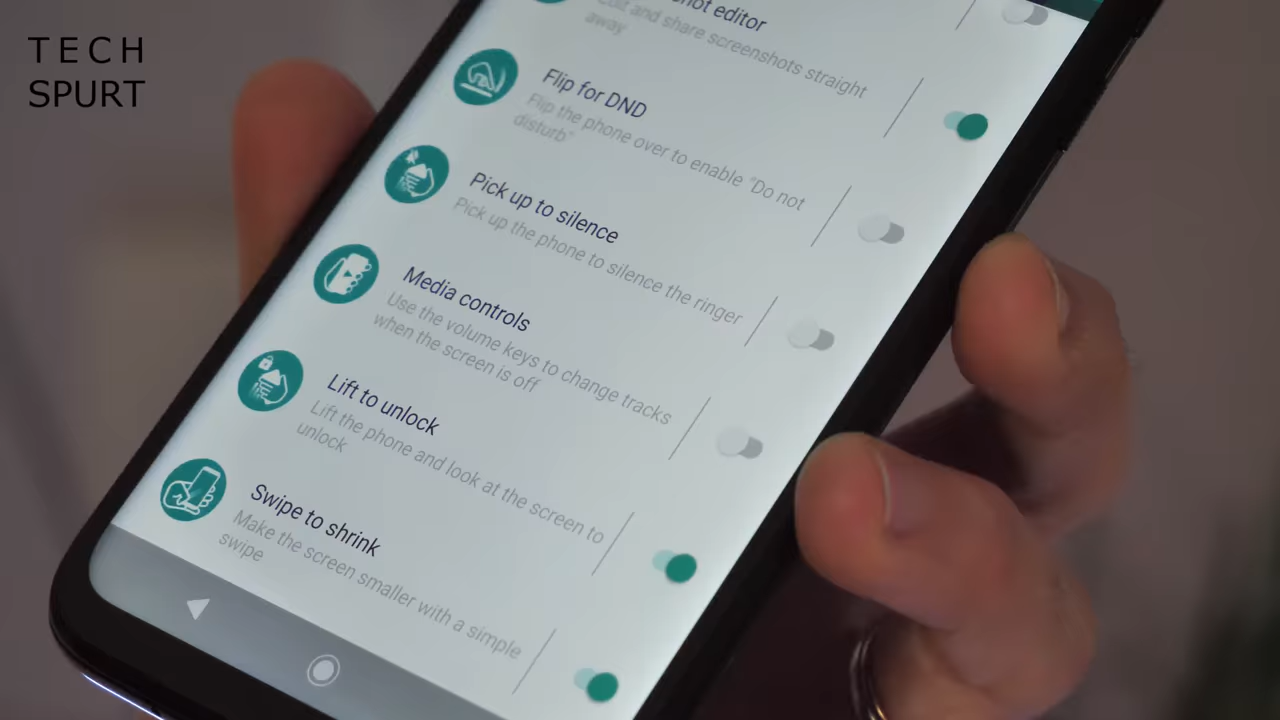 TECH
SPURT
editor
Edit and share screenshots straight
away
Flip for DND
Flip the phone over to enable "Do not
disturb"
Pick up to silence
Pick up the phone to silence the ringer
Media controls
Use the volume keys to change tracks
when the screen is off
Lift to unlock
Lift the phone and look at the screen to
unlock
Swipe to shrink
Make the screen smaller with a simple
swipe